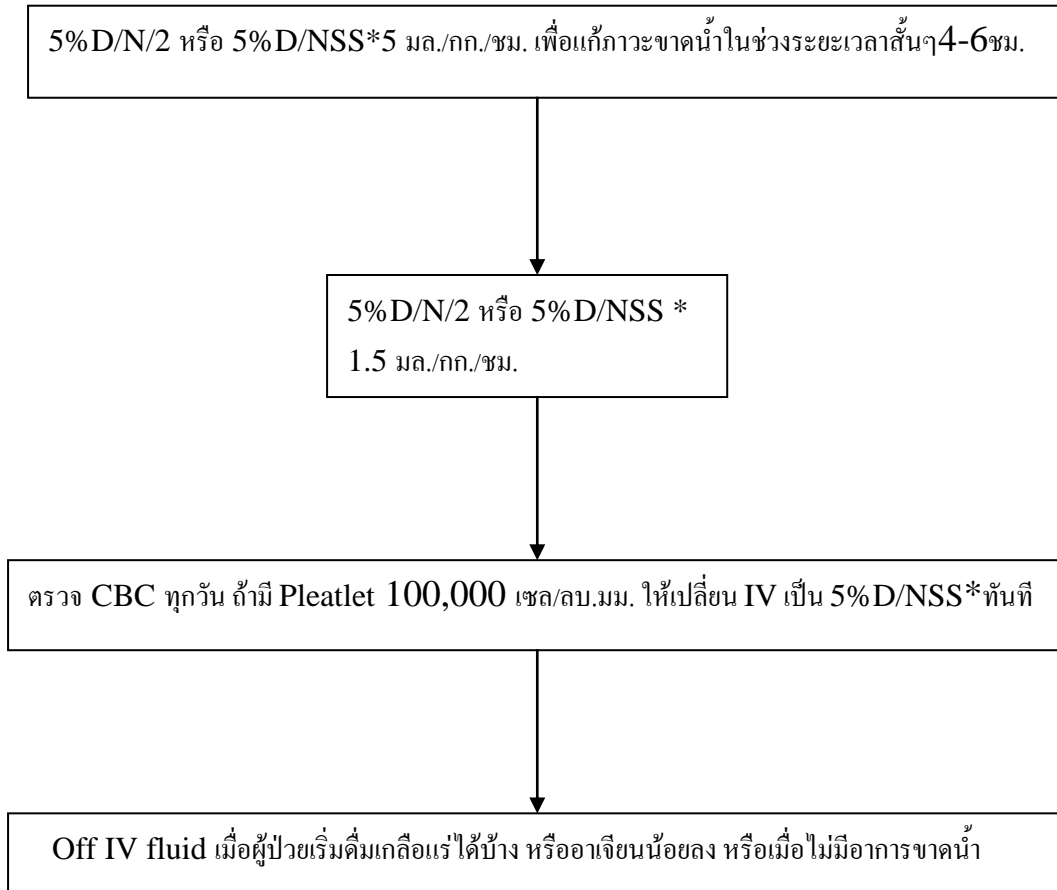 5%D/N/2 หรือ 5%D/NSS*5 มล./กก./ชม. เพื่อแก้ภาวะขาดน้ำในช่วงระยะเวลาสั้นๆ4-6ชม.
5%D/N/2 หรือ 5%D/NSS *
1.5 มล./กก./ชม.
ตรวจ CBC ทุกวัน ถ้ามี Pleatlet 100,000 เซล/ลบ.มม. ให้เปลี่ยน IV เป็น 5%D/NSS*ทันที
Off IV fluid เมื่อผู้ป่วยเริ่มดื่มเกลือแร่ได้บ้าง หรืออาเจียนน้อยลง หรือเมื่อไม่มีอาการขาดน้ำ